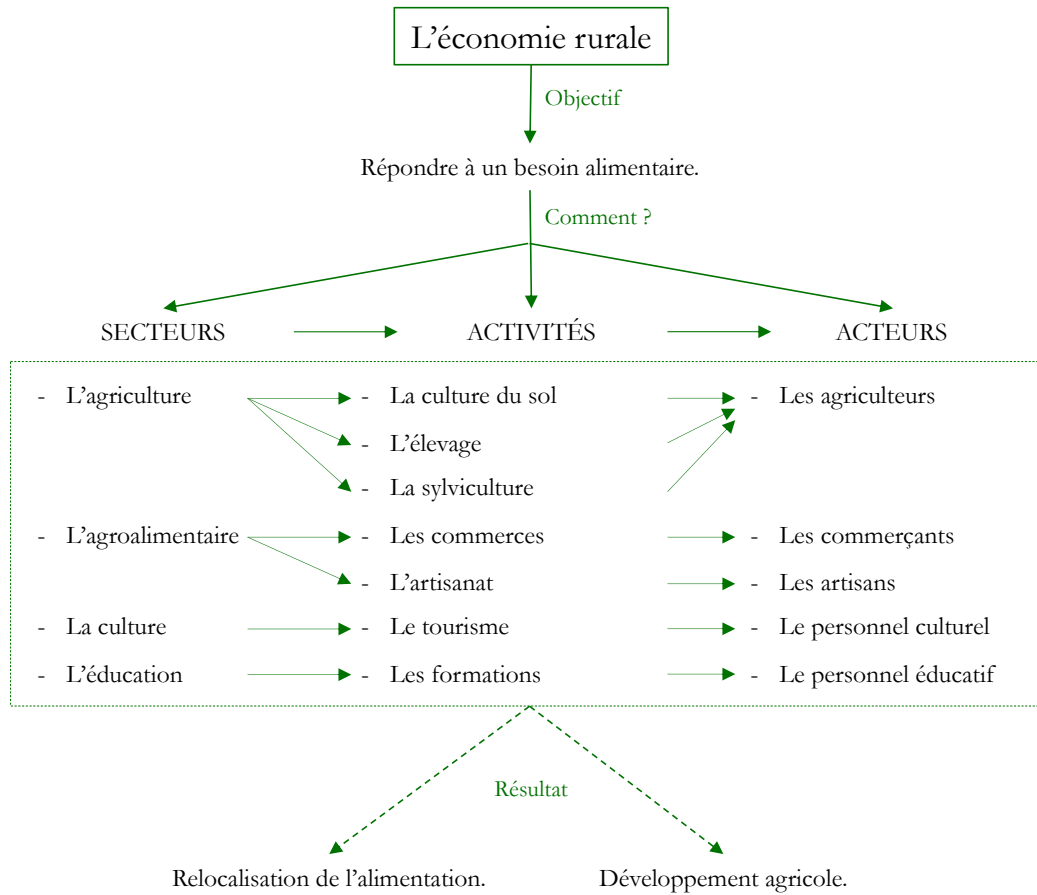 L’économie rurale
Objectif
Répondre à un besoin alimentaire.
Comment ?
SECTEURS ACTIVITÉS ACTEURS
- L’agriculture - La culture du sol - Les agriculteurs
- L’élevage
- La sylviculture
- L’agroalimentaire - Les commerces - Les commerçants
- L’artisanat - Les artisans
- La culture - Le tourisme - Le personnel culturel
- L’éducation - Les formations - Le personnel éducatif
Résultat
Relocalisation de l’alimentation. Développement agricole.